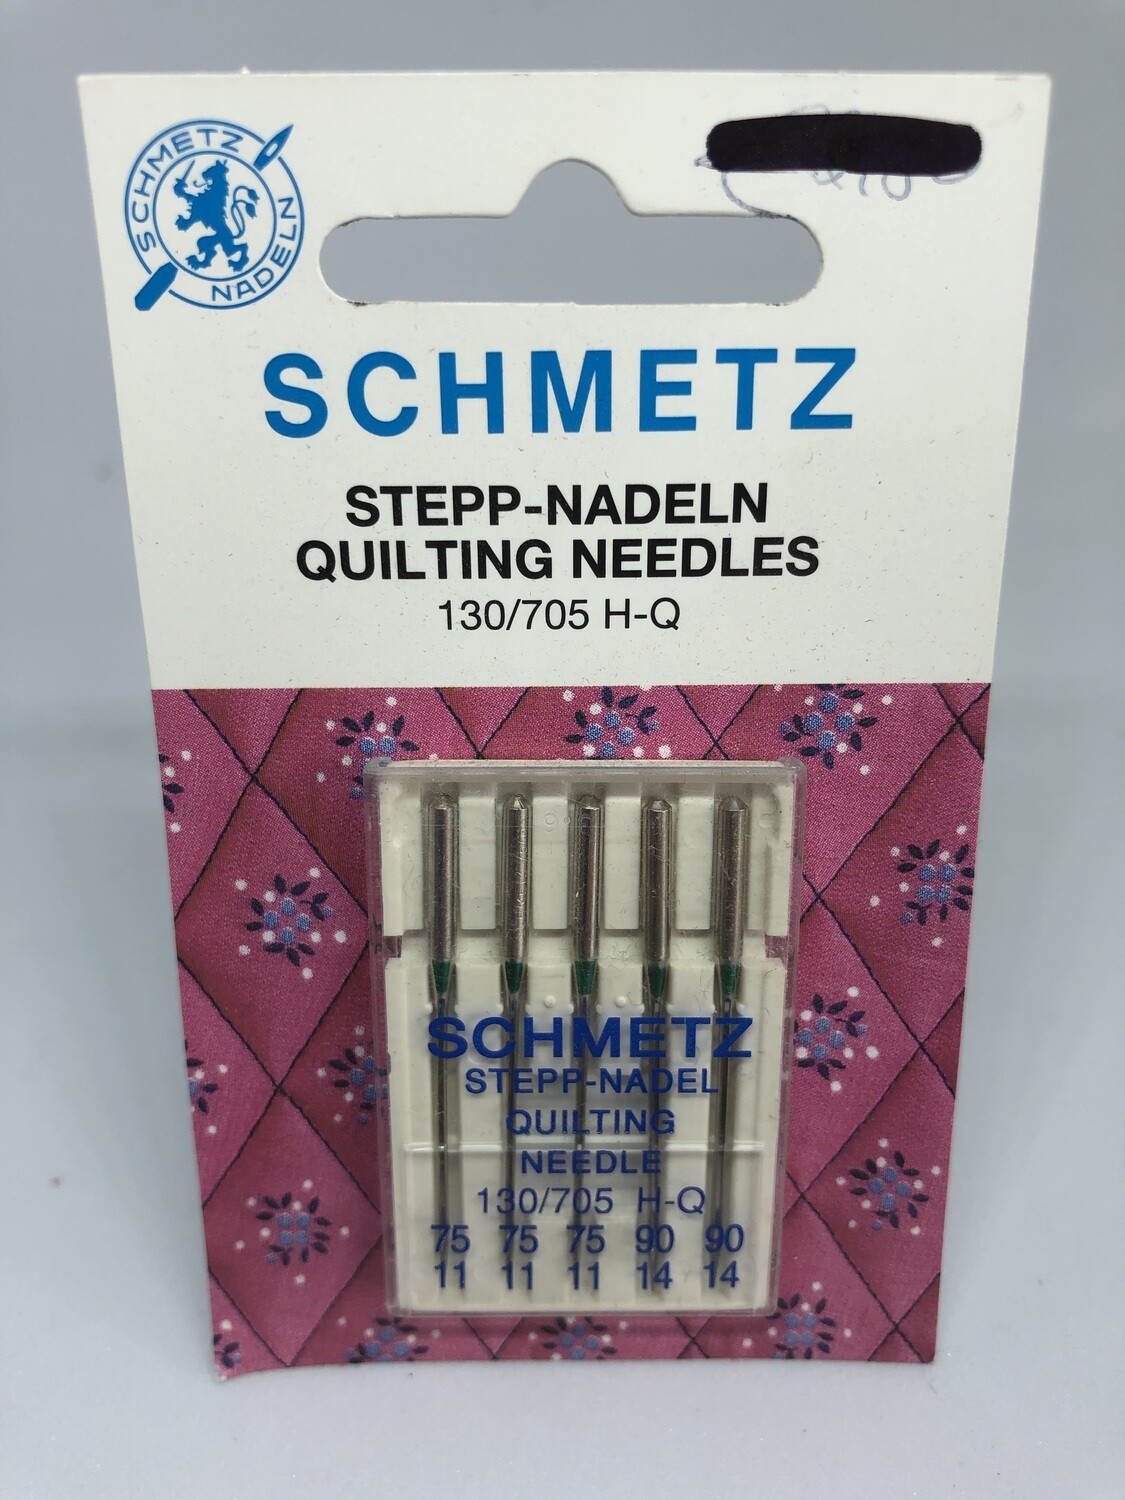 SCHMETZ
NADELN
SCHMETZ
STEPP-NADELN
QUILTING NEEDLES
130/705 H-Q
SCHMETZ
STEPP-NADEL
QUILTING
NEEDLE
130/705 H-Q
75 75 75 90 90
11 11 11 14 14